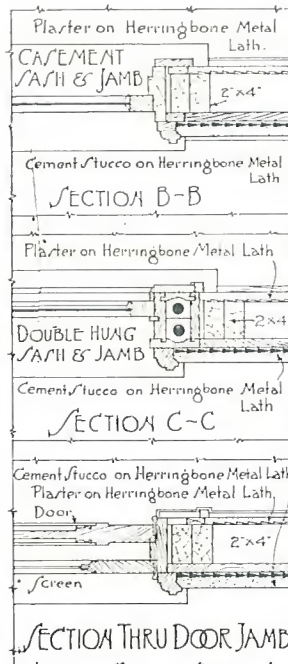 Plaster on Herringbone Metal
Lath.
CASEMENT
SASH & JAMB
2"x4"
Cement Stucco on Herringbone Metal
Lath
SECTION B-B
Plaster on Herringbone Metal Lath
2x4
DOUBLE HUNG
SASH & JAMB
Cement Stucco on Herringbone Metal
Lath
SECTION C-C
Cement Stucco on Herringbone Metal Lath
Plaster on Herringbone Metal Lath
Door
2"x4"
Screen
SECTION THRU DOOR JAMB